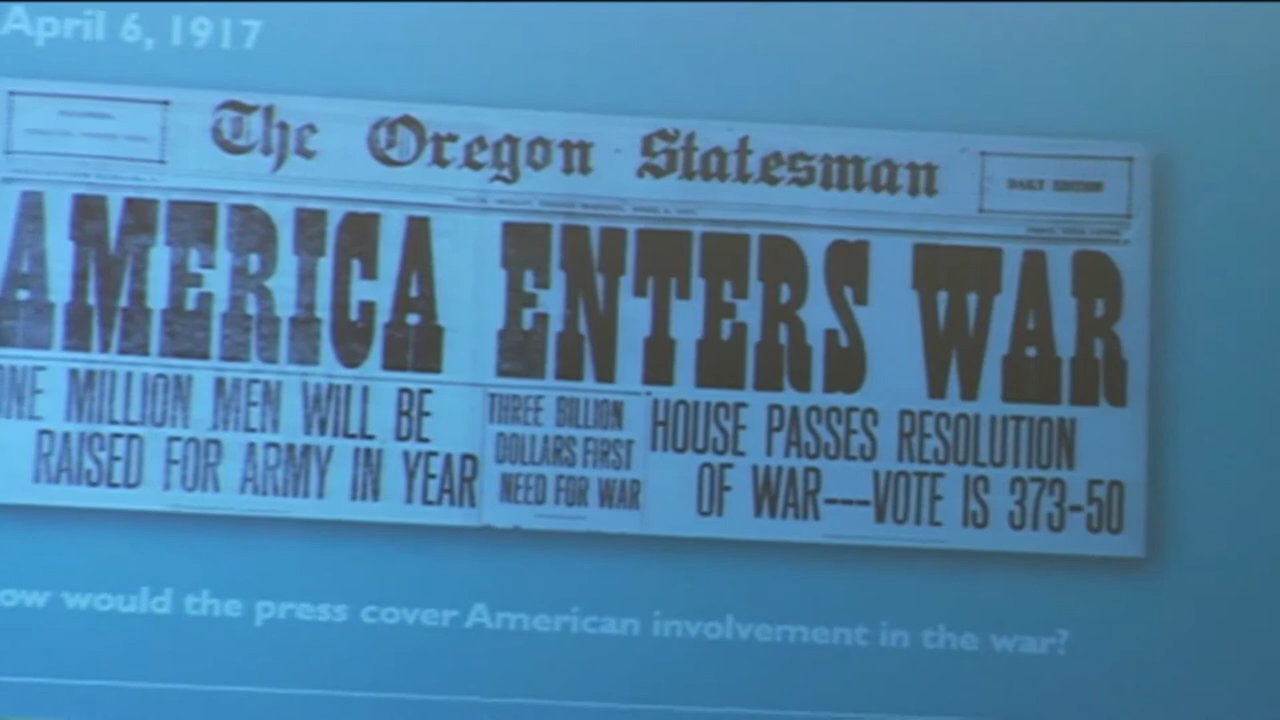 April 6, 1917
The Oregon Statesman
DAILY EDITION
AMERICA ENTERS WAR
ONE MILLION MEN WILL BE
RAISED FOR ARMY IN YEAR
THREE BILLION
DOLLARS FIRST
NEED FOR WAR
HOUSE PASSES RESOLUTION
OF WAR---VOTE IS 373-50
ow would the press cover American involvement in the war?